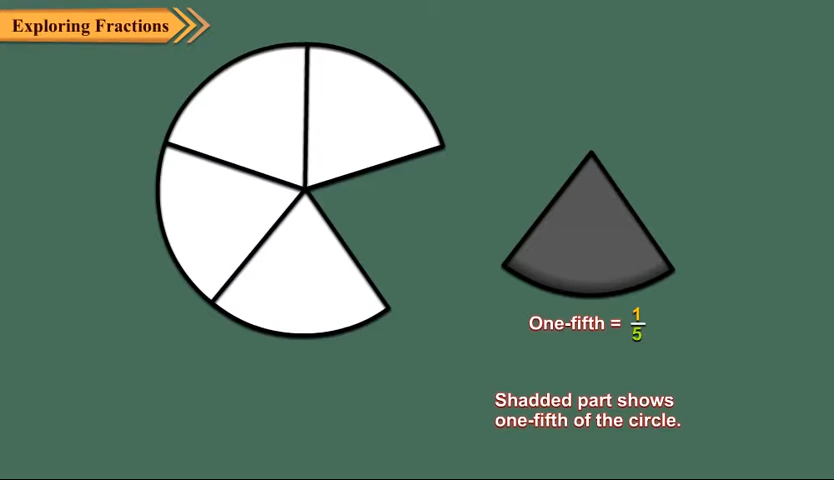 Exploring Fractions
One-fifth = 1/5
Shadded part shows
one-fifth of the circle.